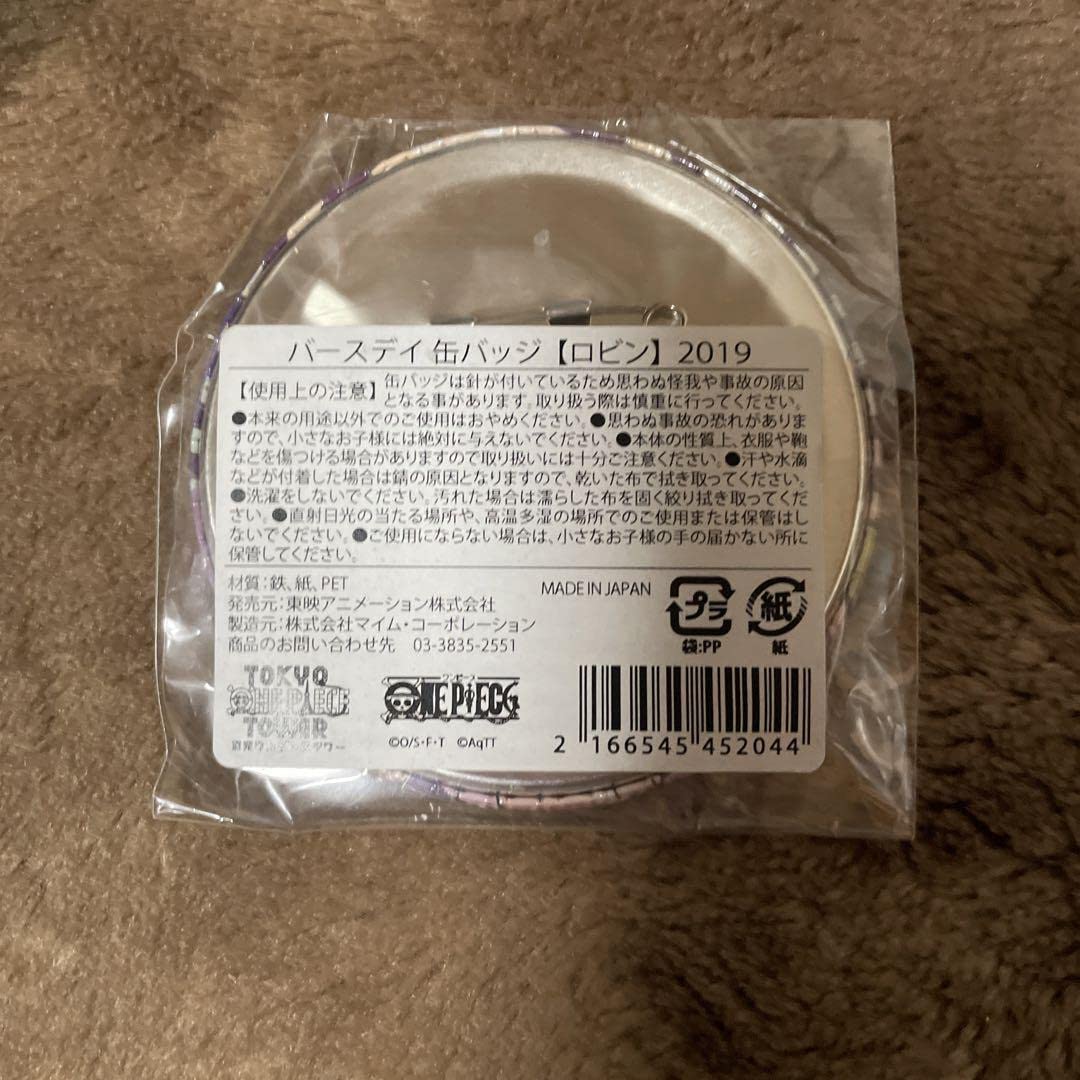 バースデイ 缶バッジ【ロビン】2019
【使用上の注意】缶バッジは針が付いているため思わぬ怪我や事故の原因
となる事があります。取り扱う際は慎重に行ってください。
●本来の用途以外でのご使用はおやめください。●思わぬ事故の恐れがありま
すので、小さなお子様には絶対に与えないでください。●本体の性質上、衣服や鞄
などを傷つける場合がありますので取り扱いには十分ご注意ください。●汗や水滴
などが付着した場合は錆の原因となりますので、乾いた布で拭き取ってください。
●洗濯をしないでください。汚れた場合は濡らした布を固く絞り拭き取ってくだ
さい。●直射日光の当たる場所や、高温多湿の場所でのご使用または保管はし
ないでください。●ご使用にならない場合は、小さなお子様の手の届かない所に
保管してください。
材質：鉄、紙、PET
MADE IN JAPAN
発売元：東映アニメーション株式会社
製造元：株式会社マイム・コーポレーション
商品のお問い合わせ先 03-3835-2551
プラ
袋:PP
紙
紙
TOKYO
ONE PIECE
TOWER
東京ワンピースタワー
ワンピース
ONE PIECE
©O/S・F・T ©AqTT
2 166545 452044